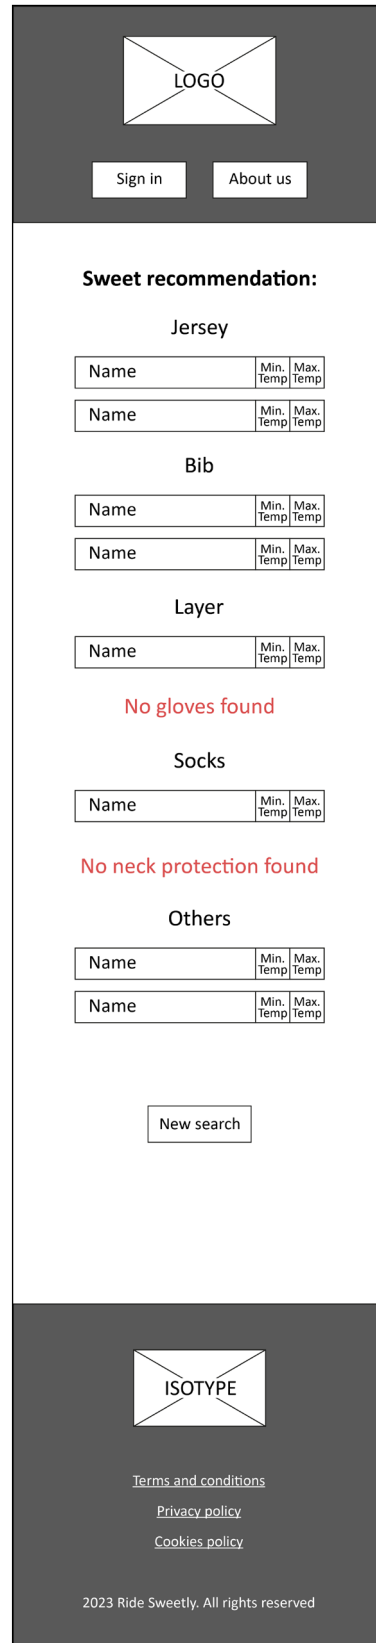 LOGO
Sign in
About us
Sweet recommendation:
Jersey
Name
Min.
Temp
Max.
Temp
Name
Min.
Temp
Max.
Temp
Bib
Name
Min.
Temp
Max.
Temp
Name
Min.
Temp
Max.
Temp
Layer
Name
Min.
Temp
Max.
Temp
No gloves found
Socks
Name
Min.
Temp
Max.
Temp
No neck protection found
Others
Name
Min.
Temp
Max.
Temp
Name
Min.
Temp
Max.
Temp
New search
ISOTYPE
Terms and conditions
Privacy policy
Cookies policy
2023 Ride Sweetly. All rights reserved